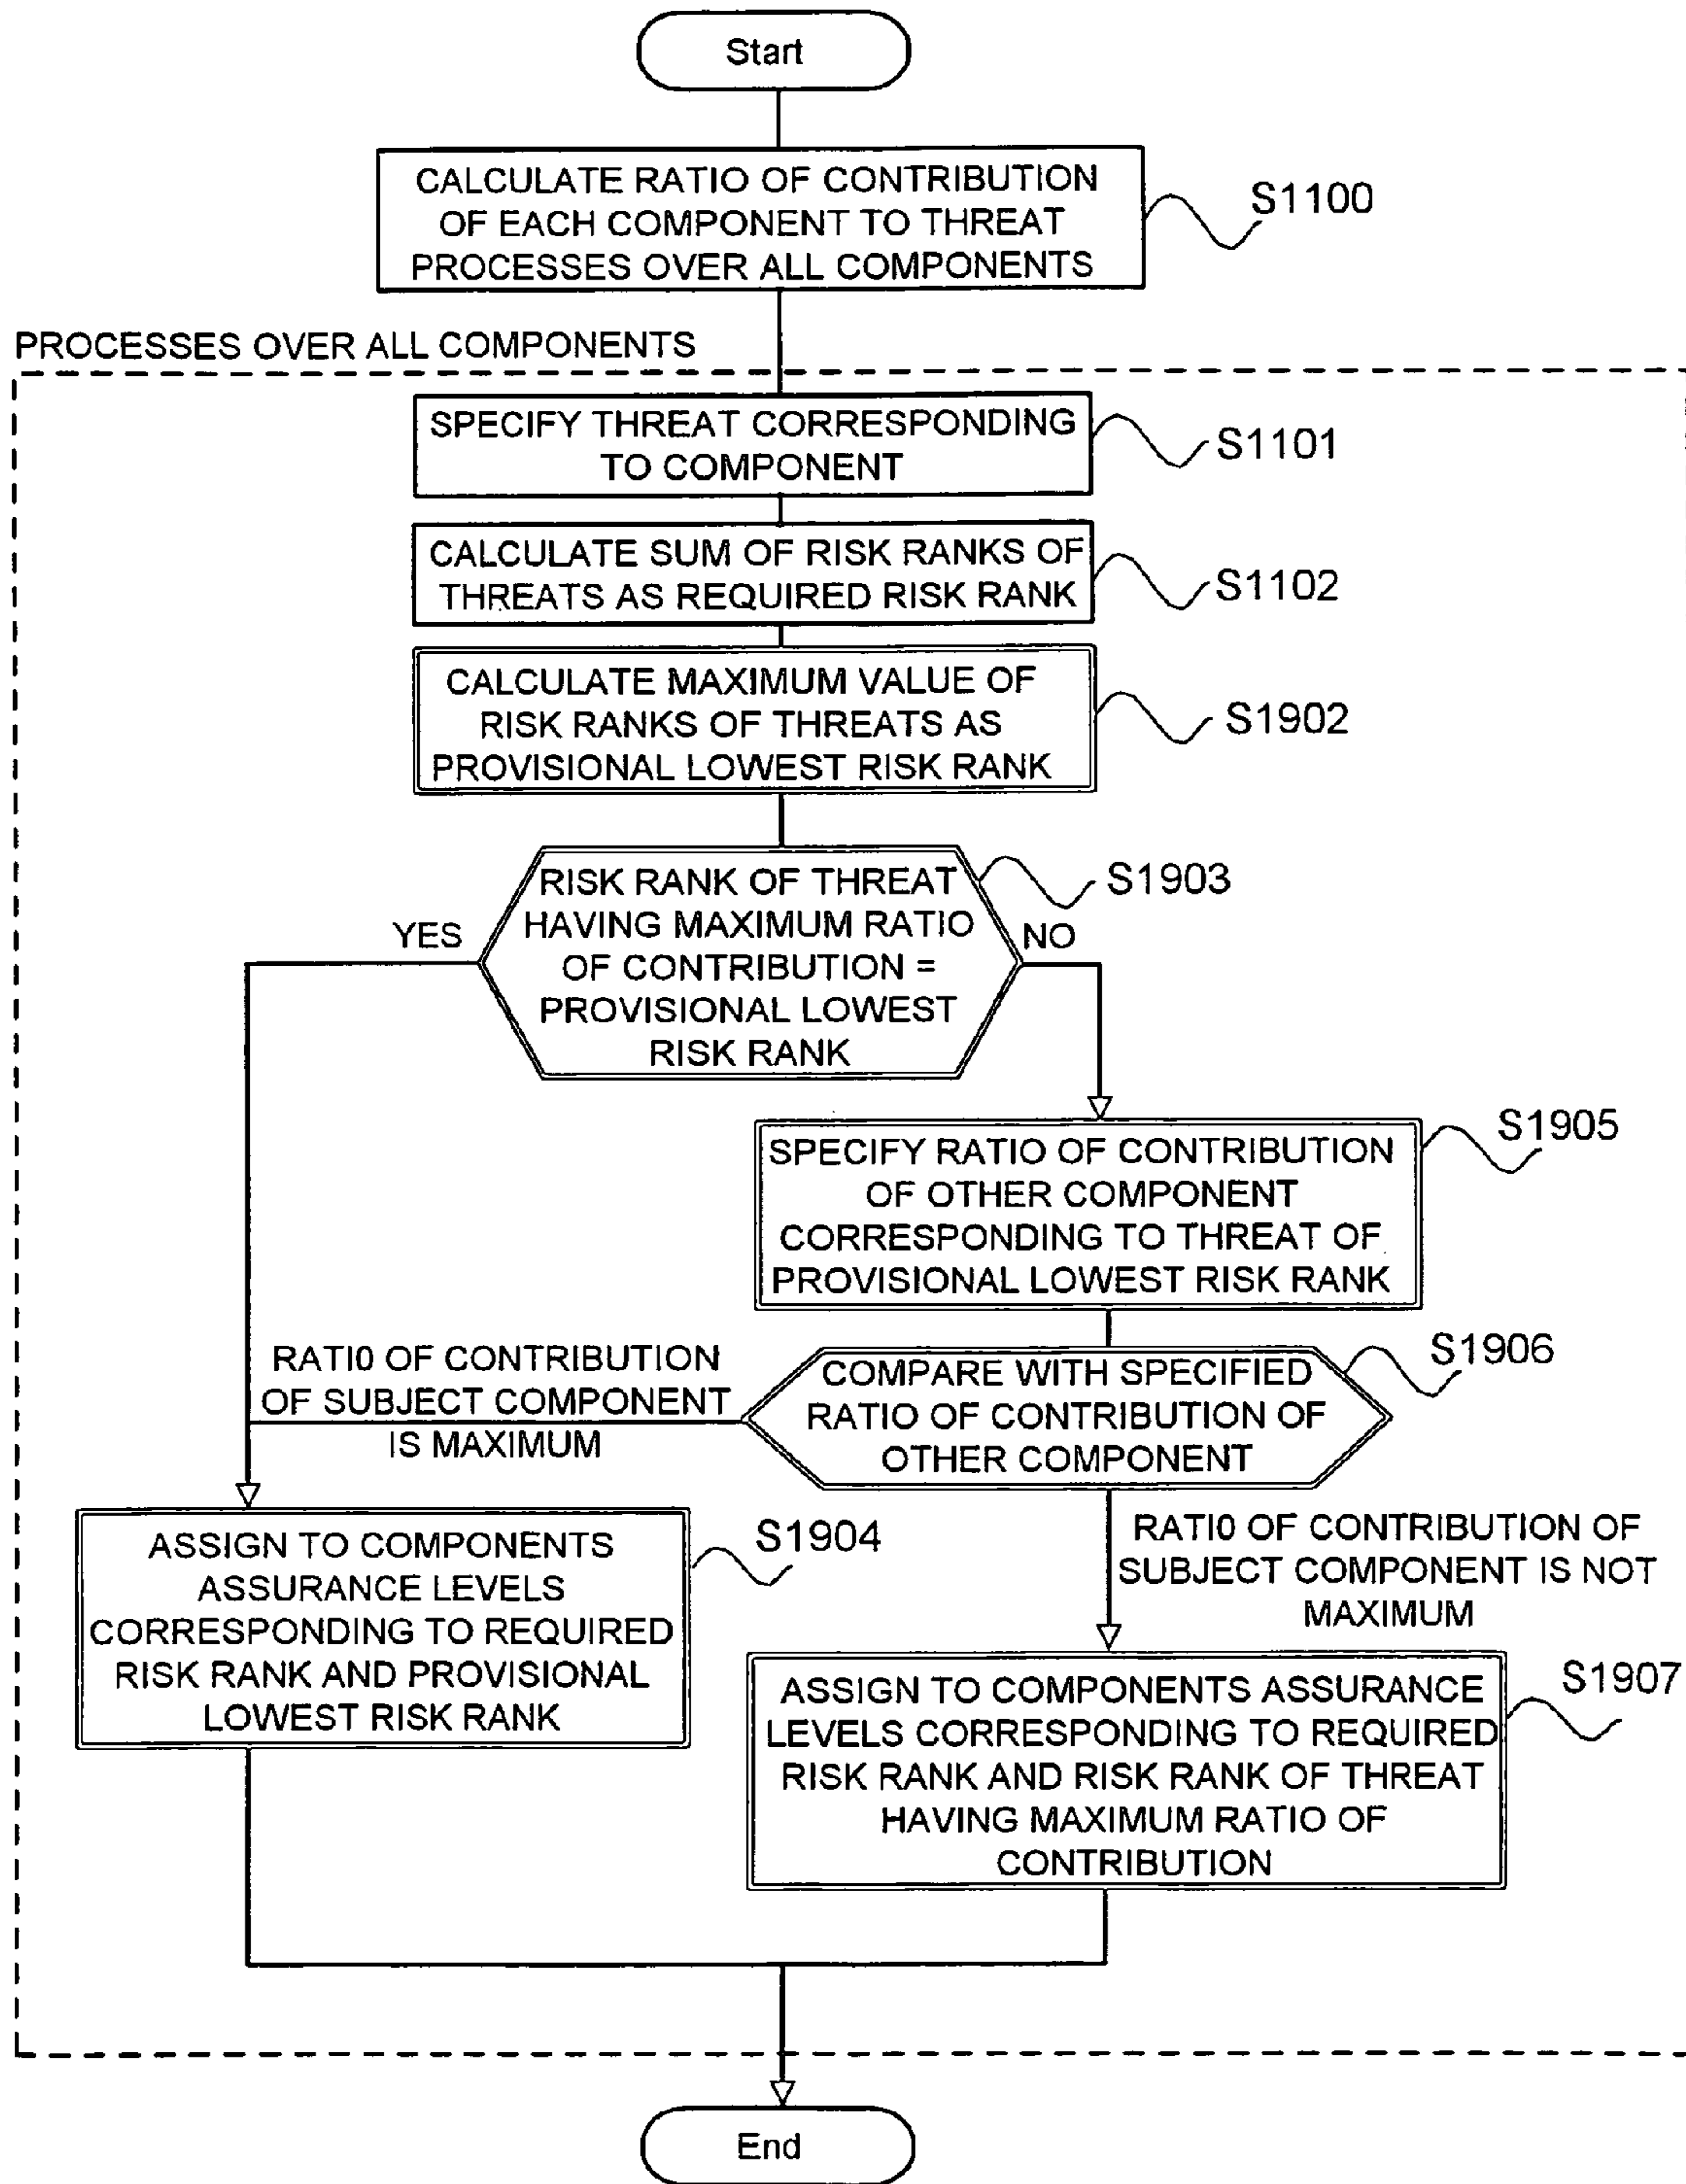 Start
CALCULATE RATIO OF CONTRIBUTION
OF EACH COMPONENT TO THREAT
PROCESSES OVER ALL COMPONENTS
S1100
PROCESSES OVER ALL COMPONENTS
SPECIFY THREAT CORRESPONDING
TO COMPONENT
S1101
CALCULATE SUM OF RISK RANKS OF
THREATS AS REQUIRED RISK RANK
S1102
CALCULATE MAXIMUM VALUE OF
RISK RANKS OF THREATS AS
PROVISIONAL LOWEST RISK RANK
S1902
RISK RANK OF THREAT
HAVING MAXIMUM RATIO
OF CONTRIBUTION =
PROVISIONAL LOWEST
RISK RANK
S1903
YES
NO
SPECIFY RATIO OF CONTRIBUTION
OF OTHER COMPONENT
CORRESPONDING TO THREAT OF
PROVISIONAL LOWEST RISK RANK
S1905
COMPARE WITH SPECIFIED
RATIO OF CONTRIBUTION OF
OTHER COMPONENT
S1906
RATIO OF CONTRIBUTION
OF SUBJECT COMPONENT
IS MAXIMUM
ASSIGN TO COMPONENTS
ASSURANCE LEVELS
CORRESPONDING TO REQUIRED
RISK RANK AND PROVISIONAL
LOWEST RISK RANK
S1904
RATIO OF CONTRIBUTION OF
SUBJECT COMPONENT IS NOT
MAXIMUM
ASSIGN TO COMPONENTS ASSURANCE
LEVELS CORRESPONDING TO REQUIRED
RISK RANK AND RISK RANK OF THREAT
HAVING MAXIMUM RATIO OF
CONTRIBUTION
S1907
End